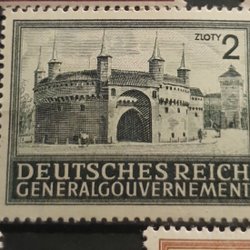 ZLOTY 2
DEUTSCHES REICH
GENERALGOUVERNEMENT